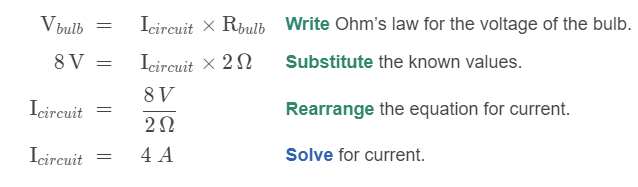 V_bulb = I_circuit × R_bulb Write Ohm’s law for the voltage of the bulb.
8 V = I_circuit × 2 Ω Substitute the known values.
I_circuit = 8 V / 2 Ω Rearrange the equation for current.
I_circuit = 4 A Solve for current.